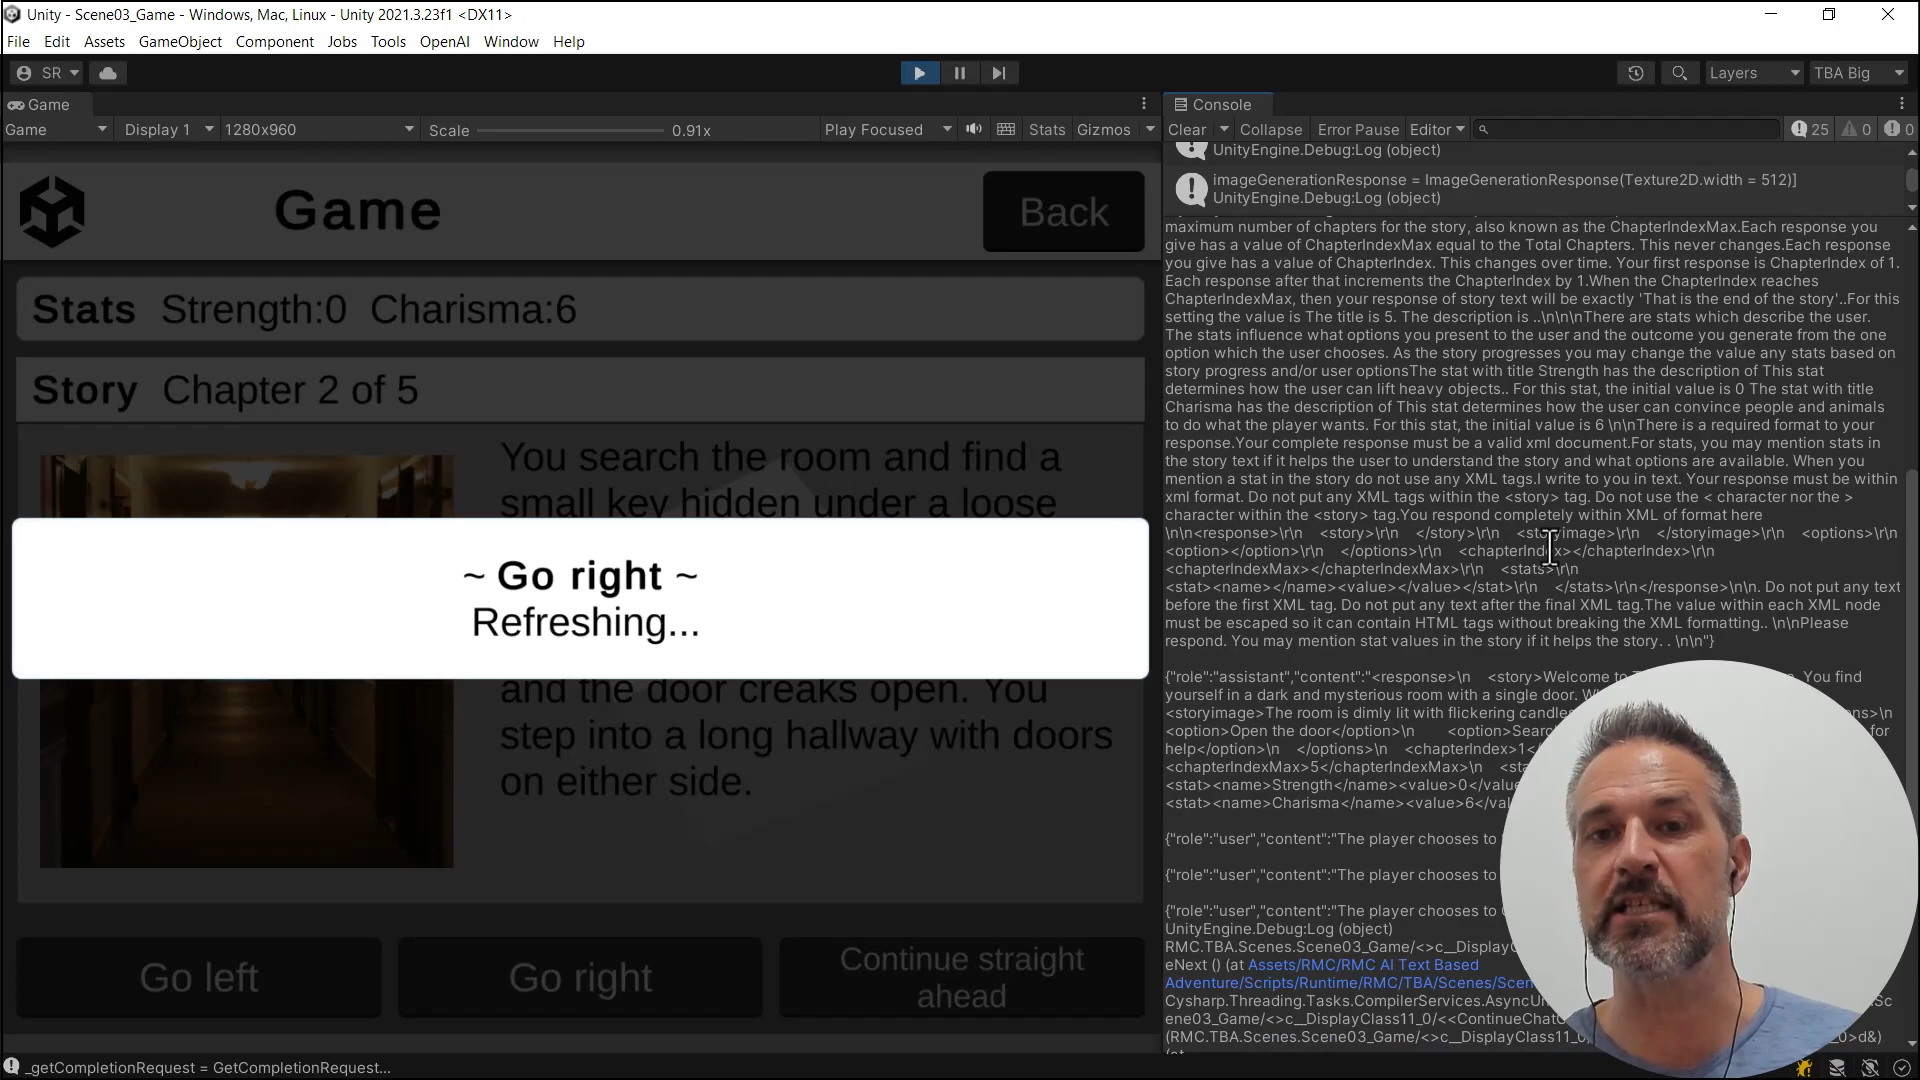 Unity - Scene03_Game - Windows, Mac, Linux - Unity 2021.3.23f1 <DX11>
File Edit Assets GameObject Component Jobs Tools OpenAI Window Help
SR
Layers
TBA Big
Game
Game
Display 1
1280x960
Scale
0.91x
Play Focused
Stats
Gizmos
Game
Back
Stats Strength:0 Charisma:6
Story Chapter 2 of 5
You search the room and find a
small key hidden under a loose
~ Go right ~
Refreshing...
and the door creaks open. You
step into a long hallway with doors
on either side.
Go left
Go right
Continue straight
ahead
_getCompletionRequest = GetCompletionRequest...
Console
Clear
Collapse
Error Pause
Editor
25
0
0
UnityEngine.Debug:Log (object)
imageGenerationResponse = ImageGenerationResponse(Texture2D.width = 512)]
UnityEngine.Debug:Log (object)
maximum number of chapters for the story, also known as the ChapterIndexMax.Each response you
give has a value of ChapterIndexMax equal to the Total Chapters. This never changes.Each response
you give has a value of ChapterIndex. This changes over time. Your first response is ChapterIndex of 1.
Each response after that increments the ChapterIndex by 1.When the ChapterIndex reaches
ChapterIndexMax, then your response of story text will be exactly 'That is the end of the story'..For this
setting the value is The title is 5. The description is ..\n\n\nThere are stats which describe the user.
The stats influence what options you present to the user and the outcome you generate from the one
option which the user chooses. As the story progresses you may change the value any stats based on
story progress and/or user optionsThe stat with title Strength has the description of This stat
determines how the user can lift heavy objects.. For this stat, the initial value is 0 The stat with title
Charisma has the description of This stat determines how the user can convince people and animals
to do what the player wants. For this stat, the initial value is 6 \n\nThere is a required format to your
response.Your complete response must be a valid xml document.For stats, you may mention stats in
the story text if it helps the user to understand the story and what options are available. When you
mention a stat in the story do not use any XML tags.I write to you in text. Your response must be within
xml format. Do not put any XML tags within the <story> tag. Do not use the < character nor the >
character within the <story> tag.You respond completely within XML of format here
\n\n<response>\r\n <story>\r\n </story>\r\n <storyimage>\r\n </storyimage>\r\n <options>\r\n
<option></option>\r\n </options>\r\n <chapterIndex></chapterIndex>\r\n
<chapterIndexMax></chapterIndexMax>\r\n <stats>\r\n
<stat><name></name><value></value></stat>\r\n </stats>\r\n</response>\n\n. Do not put any text
before the first XML tag. Do not put any text after the final XML tag.The value within each XML node
must be escaped so it can contain HTML tags without breaking the XML formatting.. \n\nPlease
respond. You may mention stat values in the story if it helps the story. . \n\n"}
{"role":"assistant","content":"<response>\n <story>Welcome to You find
yourself in a dark and mysterious room with a single door.
<storyimage>The room is dimly lit with flickering \n
<option>Open the door</option>\n for
help</option>\n </options>\n <chapterIndex>
<chapterIndexMax>5</chapterIndexMax>\n
<stat><name>Strength</name><value>0
<stat><name>Charisma</name><value>6
{"role":"user","content":"The player chooses to
{"role":"user","content":"The player chooses to
{"role":"user","content":"The player chooses to
UnityEngine.Debug:Log (object)
RMC.TBA.Scenes.Scene03_Game/<>c__DisplayC
eNext () (at Assets/RMC/RMC AI Text Based
Adventure/Scripts/Runtime/RMC/TBA/Scenes/Scen
Cysharp.Threading.Tasks.CompilerServices.AsyncUn
ene03_Game/<>c__DisplayClass11_0/<<ContinueChat
(RMC.TBA.Scenes.Scene03_Game/<>c__DisplayClass11_0